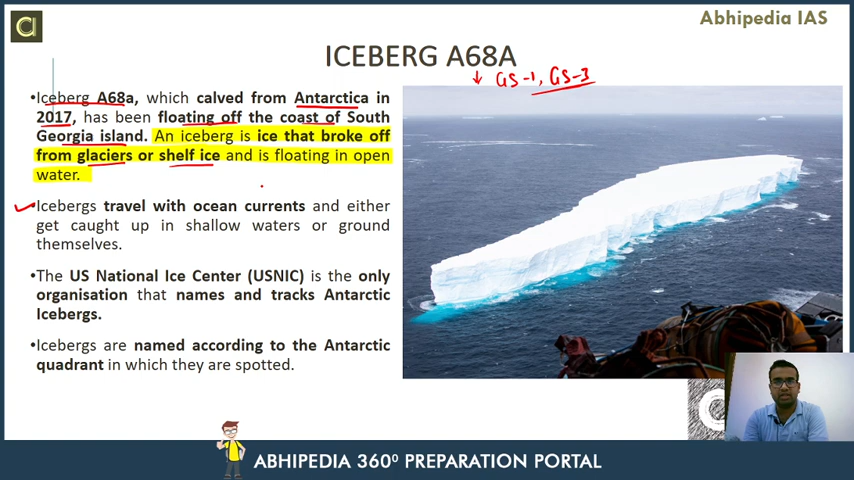 Abhipedia IAS
a
ICEBERG A68A
↓ GS-1, GS-3
•Iceberg A68a, which calved from Antarctica in
2017, has been floating off the coast of South
Georgia island. An iceberg is ice that broke off
from glaciers or shelf ice and is floating in open
water.
•Icebergs travel with ocean currents and either
get caught up in shallow waters or ground
themselves.
•The US National Ice Center (USNIC) is the only
organisation that names and tracks Antarctic
Icebergs.
•Icebergs are named according to the Antarctic
quadrant in which they are spotted.
ABHIPEDIA 360⁰ PREPARATION PORTAL